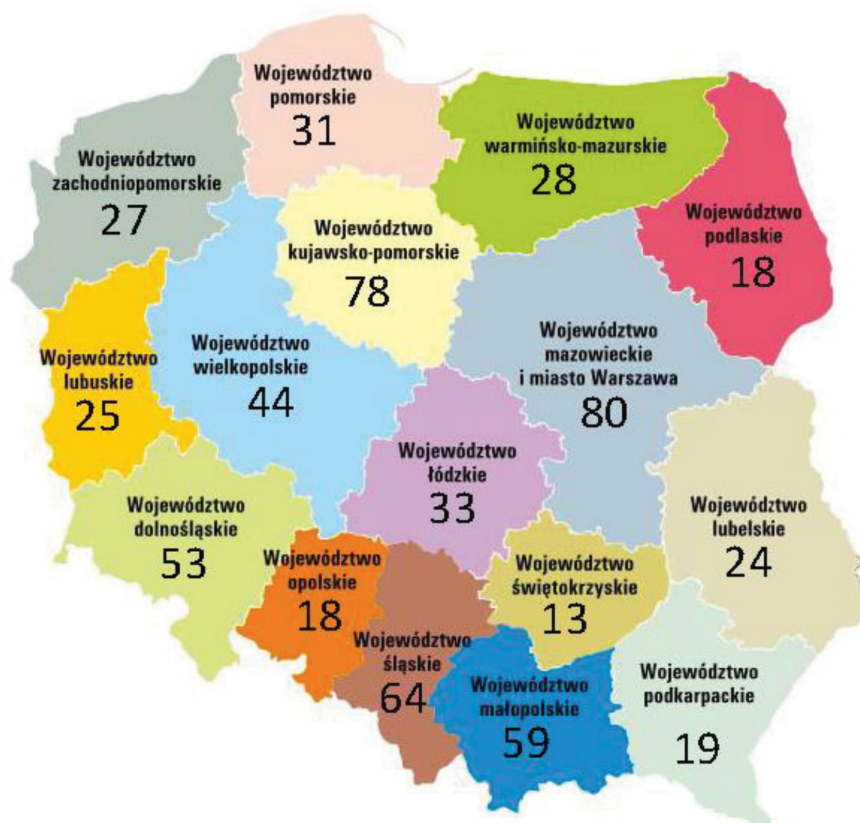 Województwo
pomorskie
31
Województwo
warmińsko-mazurskie
28
Województwo
zachodniopomorskie
27
Województwo
podlaskie
18
Województwo
kujawsko-pomorskie
78
Województwo
mazowieckie
i miasto Warszawa
80
Województwo
wielkopolskie
44
Województwo
lubuskie
25
Województwo
łódzkie
33
Województwo
dolnośląskie
53
Województwo
lubelskie
24
Województwo
opolskie
18
Województwo
świętokrzyskie
13
Województwo
śląskie
64
Województwo
małopolskie
59
Województwo
podkarpackie
19